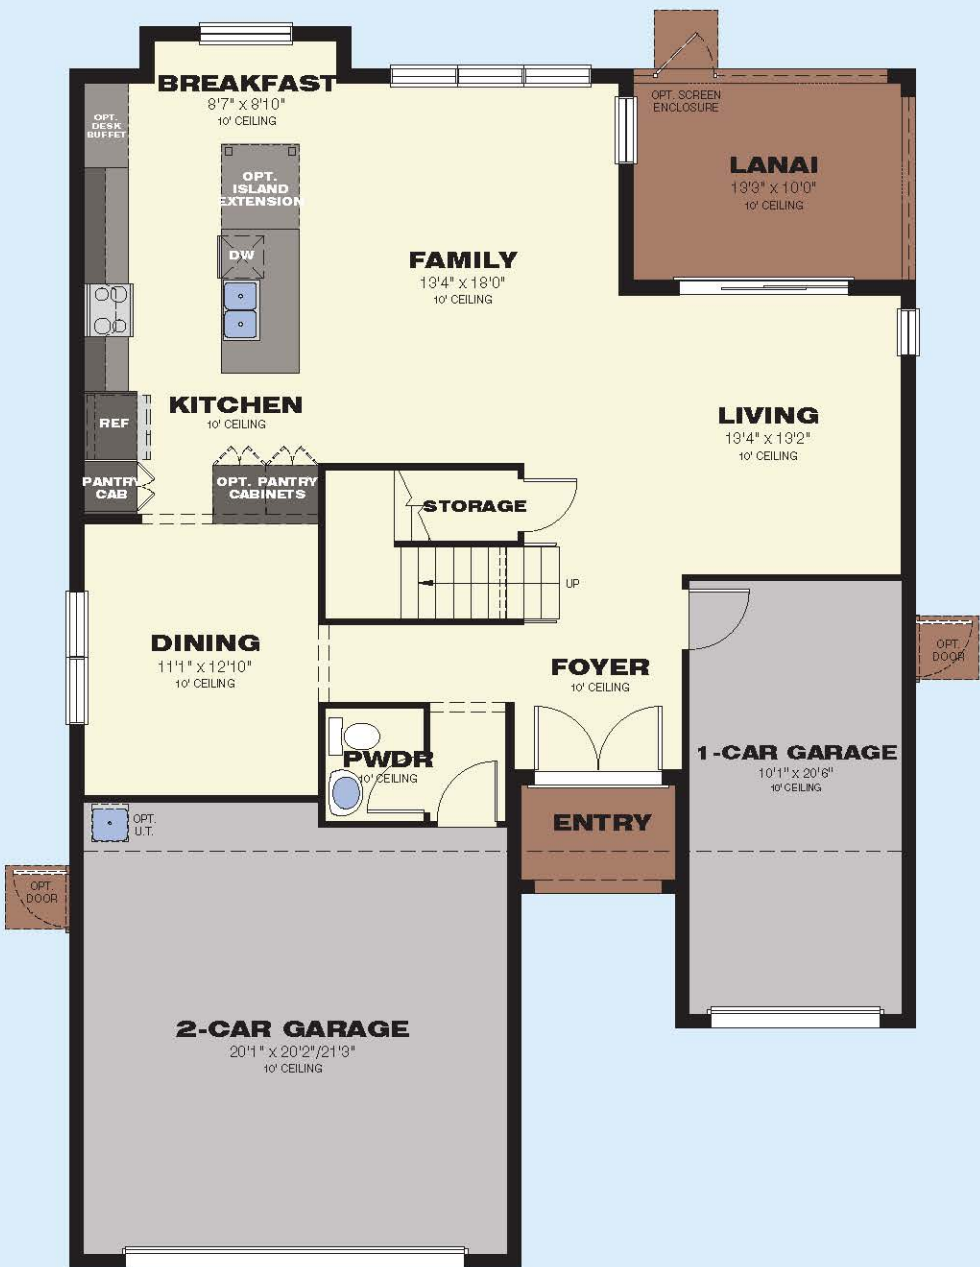 BREAKFAST
8'7" x 8'10"
10' CEILING
OPT.
DESK
BUFFET
OPT. SCREEN
ENCLOSURE
LANAI
13'3" x 10'0"
10' CEILING
OPT.
ISLAND
EXTENSION
DW
FAMILY
13'4" x 18'0"
10' CEILING
KITCHEN
10' CEILING
REF
LIVING
13'4" x 13'2"
10' CEILING
PANTRY
CAB
OPT. PANTRY
CABINETS
STORAGE
UP
DINING
11'1" x 12'10"
10' CEILING
FOYER
10' CEILING
OPT.
DOOR
PWDR
10' CEILING
1-CAR GARAGE
10'1" x 20'6"
10' CEILING
OPT.
U.T.
ENTRY
OPT.
DOOR
2-CAR GARAGE
20'1" x 20'2"/21'3"
10' CEILING